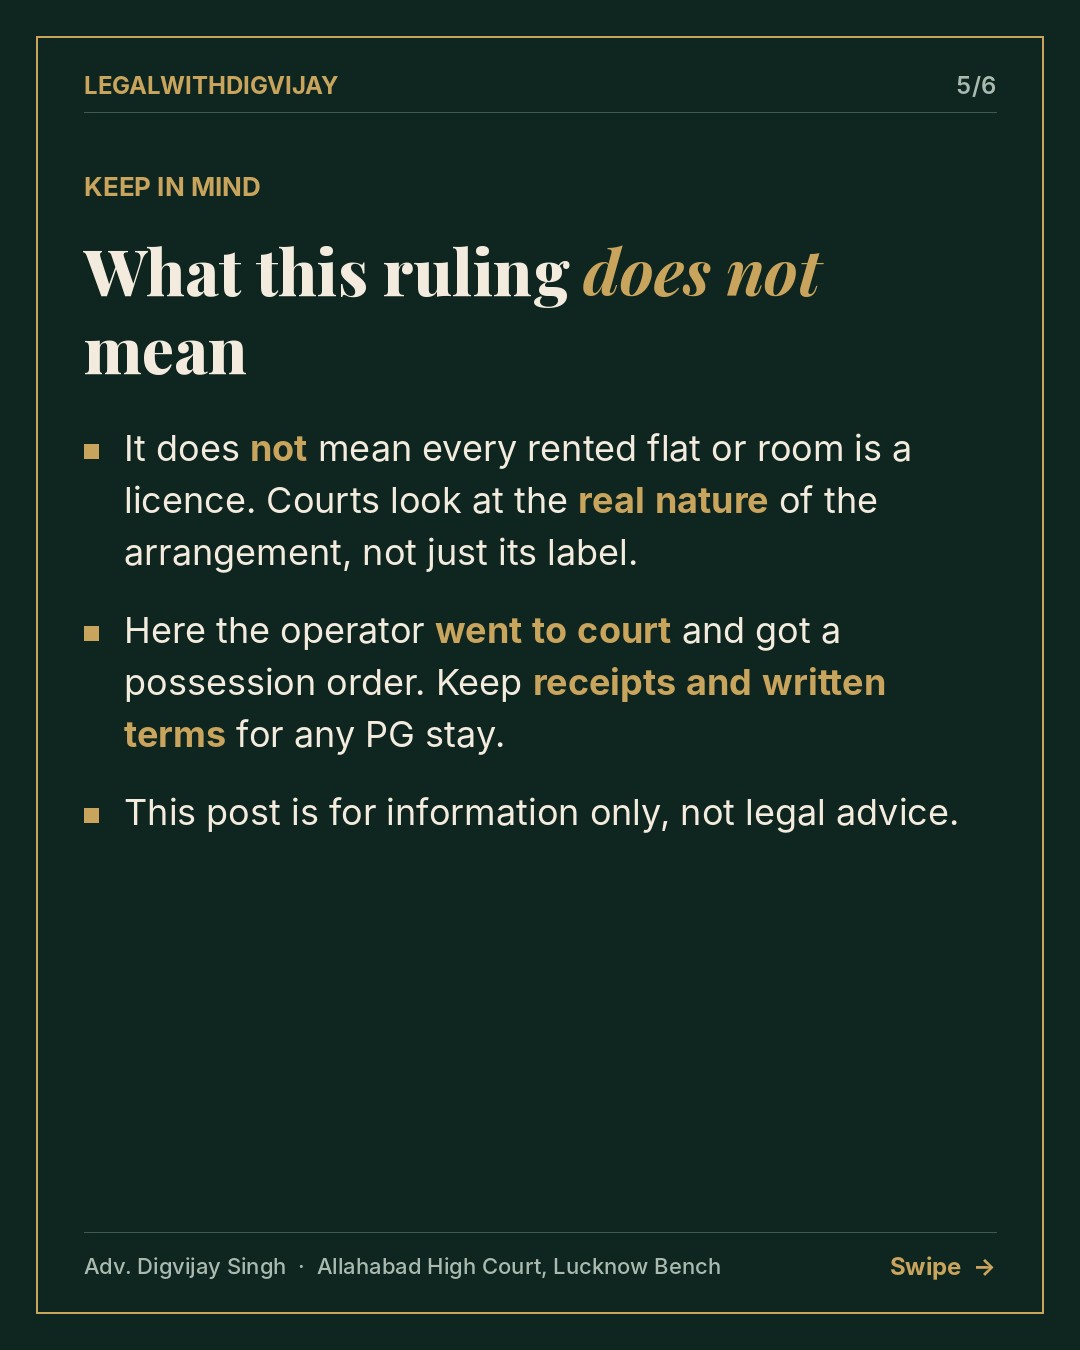 LEGALWITHDIGVIJAY
5/6
KEEP IN MIND
What this ruling does not
mean
It does not mean every rented flat or room is a
licence. Courts look at the real nature of the
arrangement, not just its label.
Here the operator went to court and got a
possession order. Keep receipts and written
terms for any PG stay.
This post is for information only, not legal advice.
Adv. Digvijay Singh · Allahabad High Court, Lucknow Bench
Swipe →